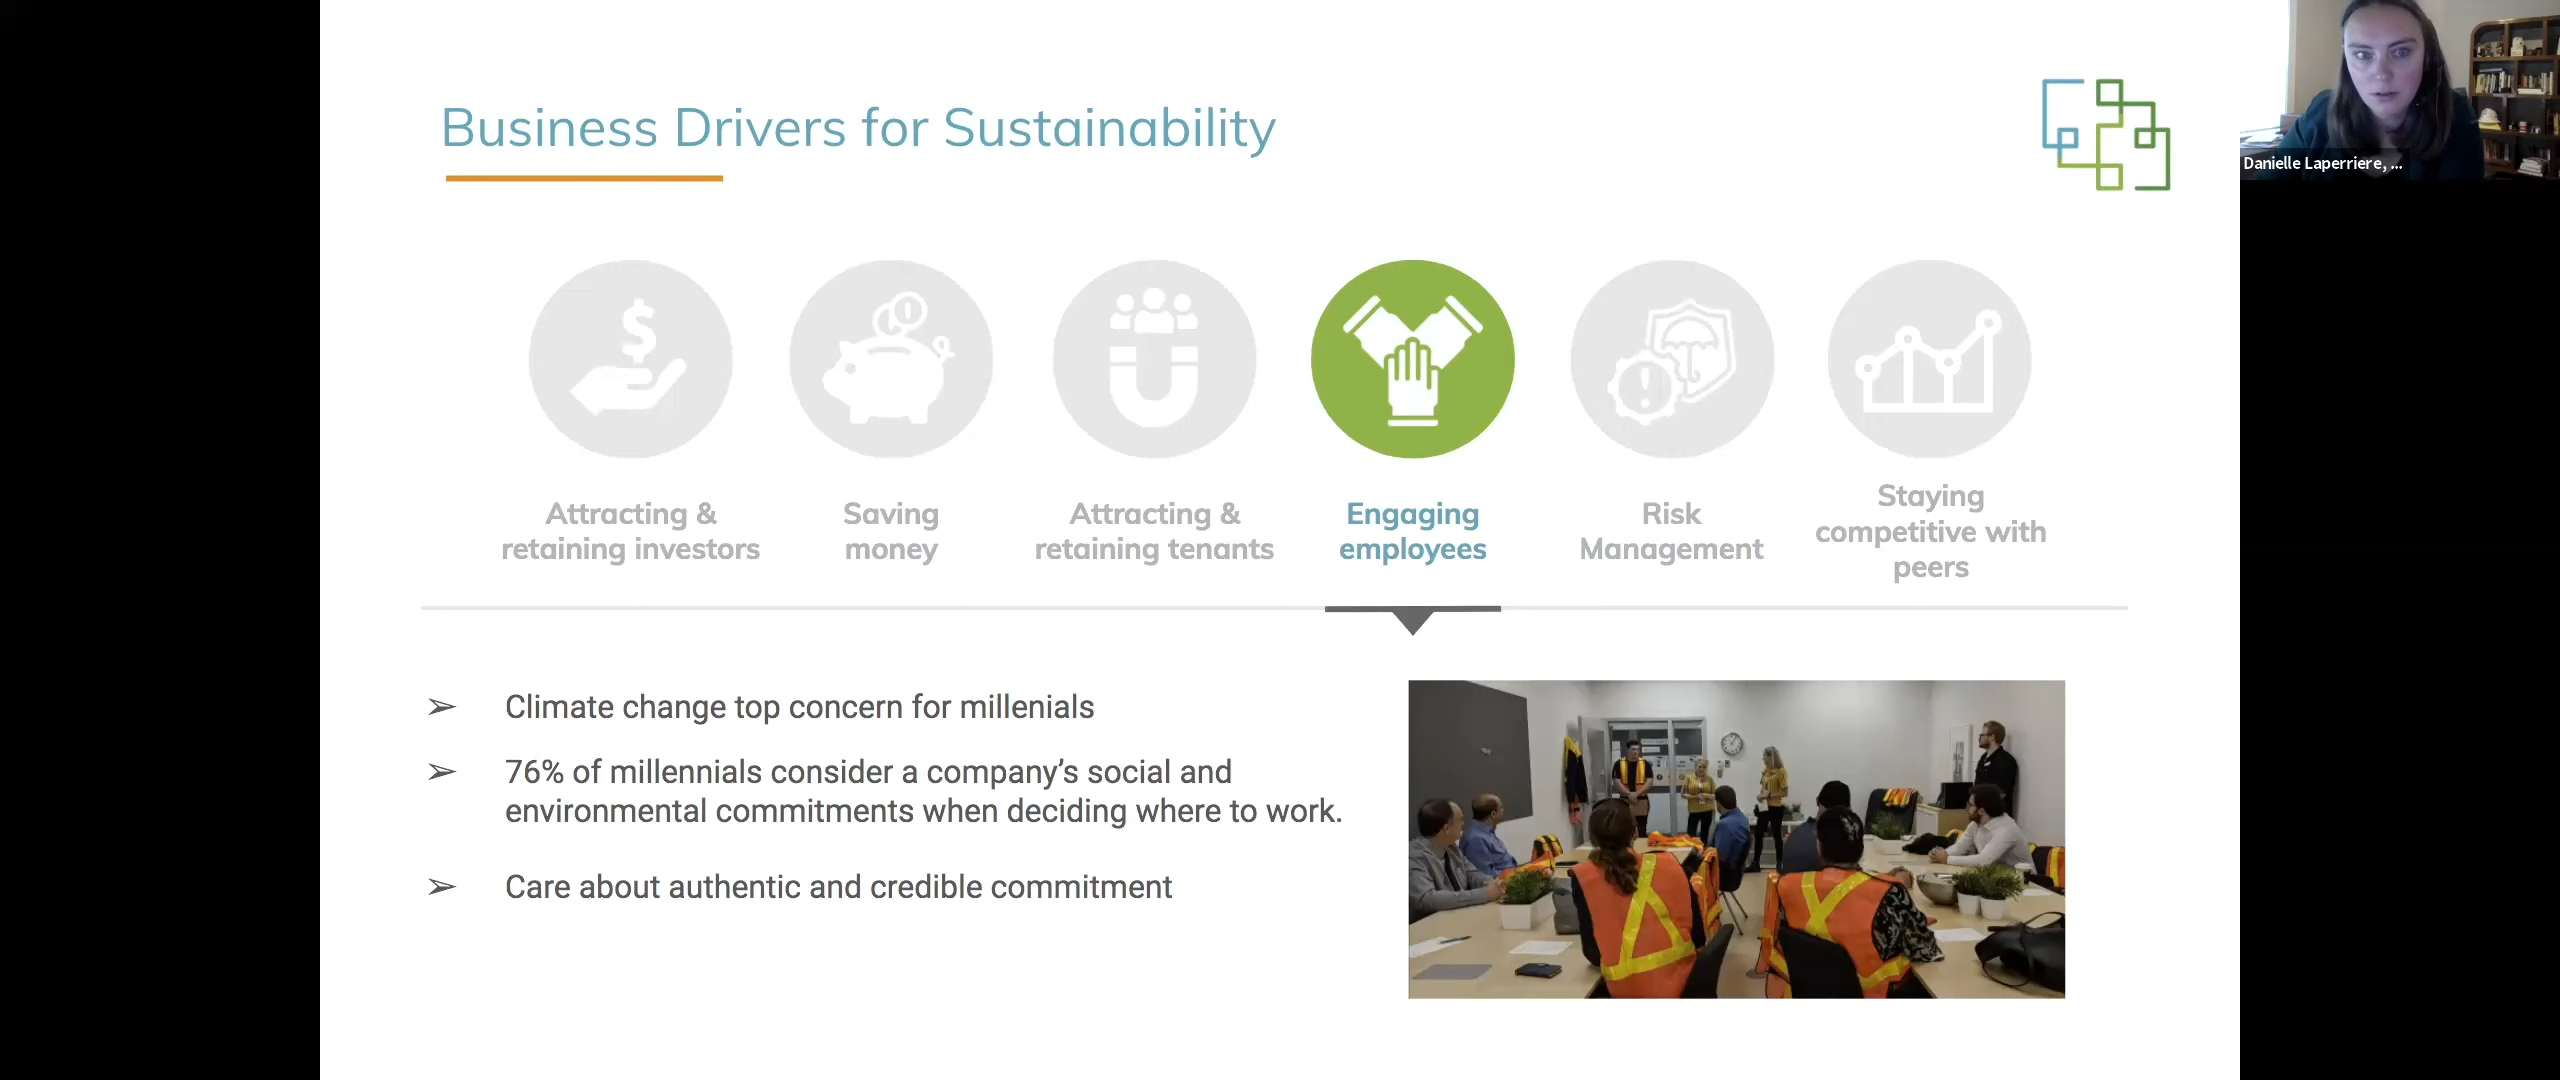 Business Drivers for Sustainability
Danielle Laperriere, ...
$
Attracting &
retaining investors
Saving
money
Attracting &
retaining tenants
Engaging
employees
Risk
Management
Staying
competitive with
peers
➢ Climate change top concern for millenials
➢ 76% of millennials consider a company’s social and
environmental commitments when deciding where to work.
➢ Care about authentic and credible commitment